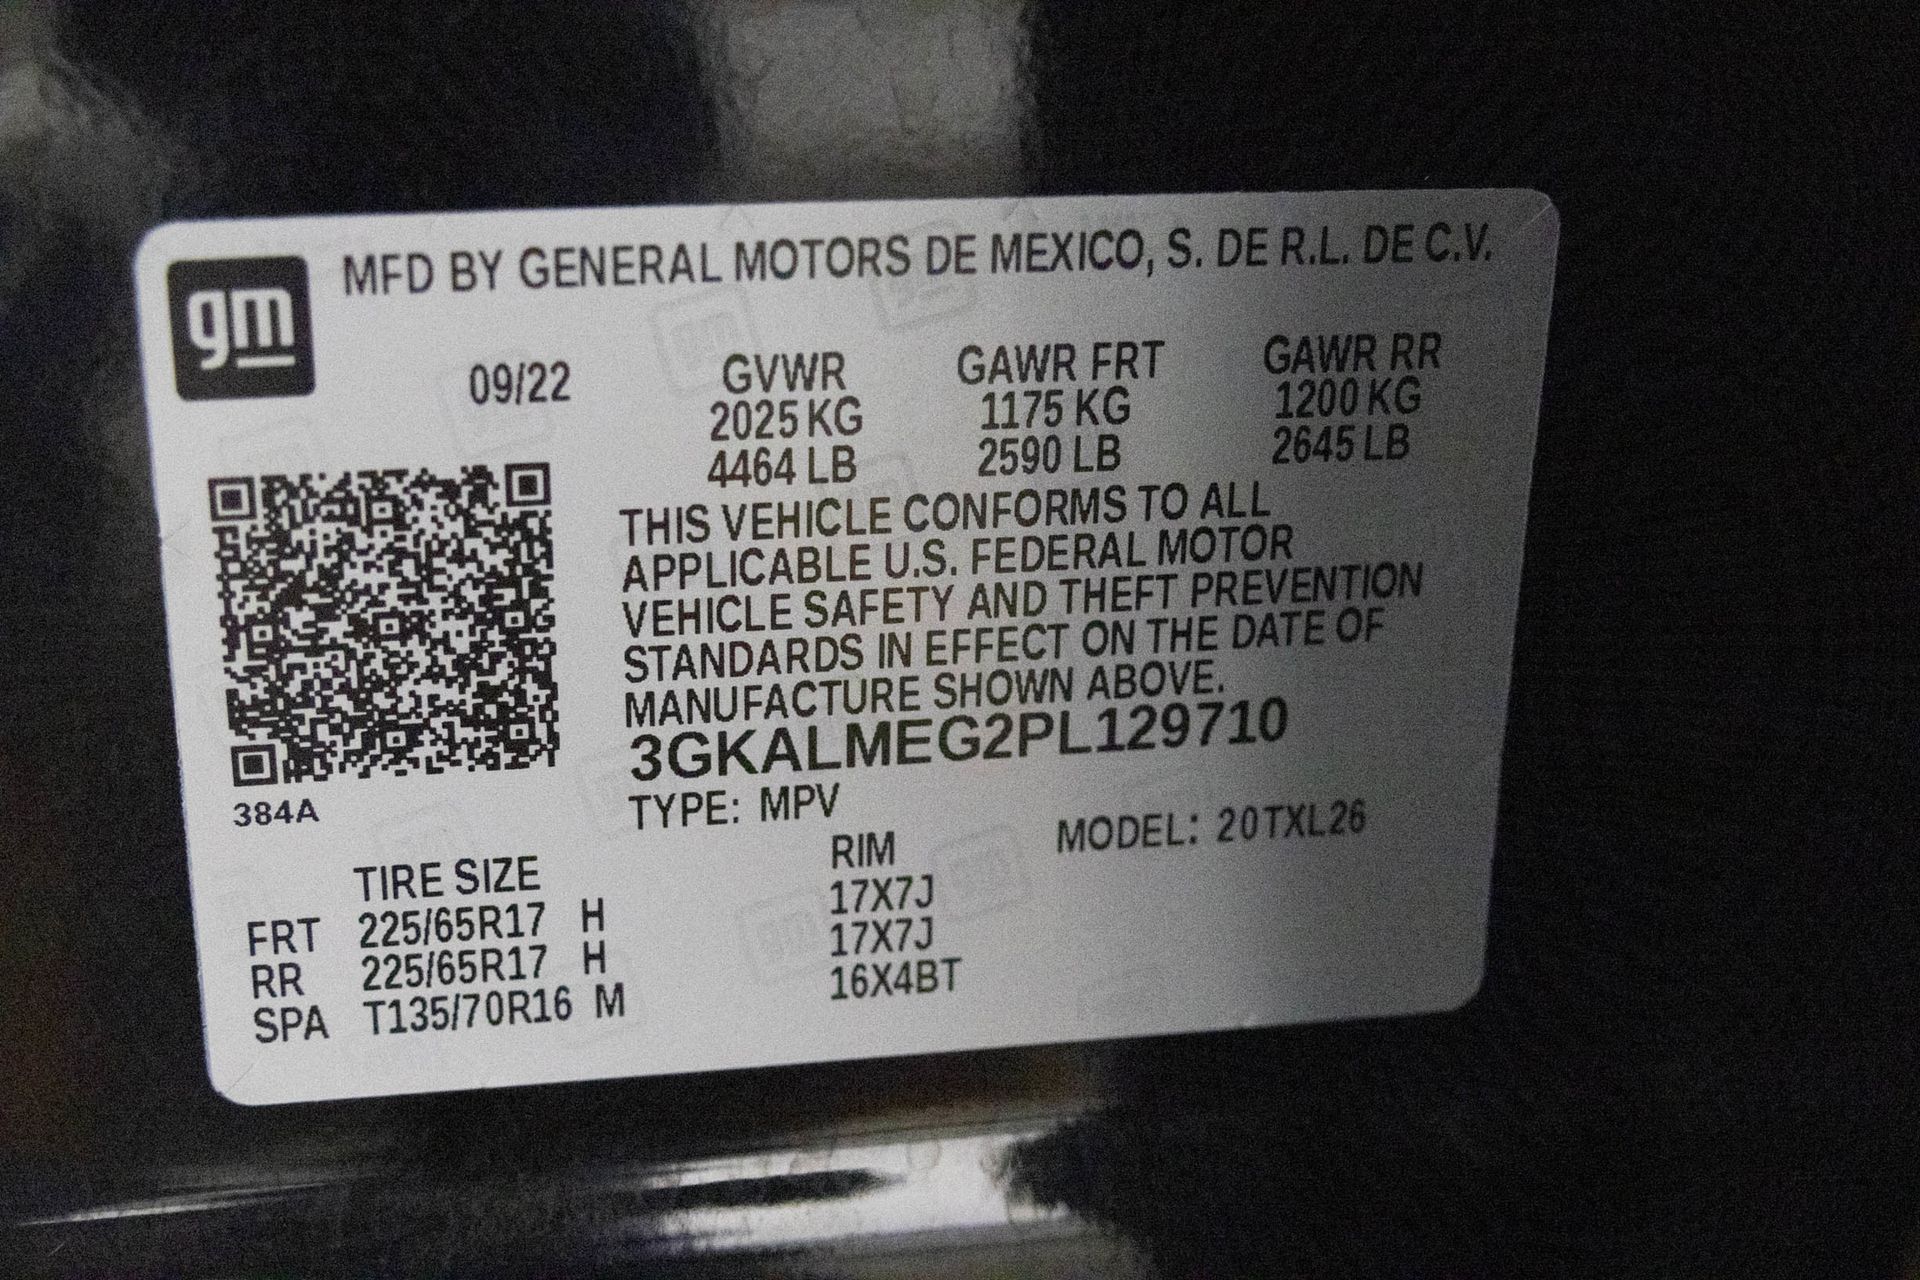 gm MFD BY GENERAL MOTORS DE MEXICO, S. DE R.L. DE C.V.
09/22 GVWR GAWR FRT GAWR RR
2025 KG 1175 KG 1200 KG
4464 LB 2590 LB 2645 LB
THIS VEHICLE CONFORMS TO ALL
APPLICABLE U.S. FEDERAL MOTOR
VEHICLE SAFETY AND THEFT PREVENTION
STANDARDS IN EFFECT ON THE DATE OF
MANUFACTURE SHOWN ABOVE.
3GKALMEG2PL129710
384A TYPE: MPV MODEL: 20TXL26
TIRE SIZE RIM
FRT 225/65R17 H 17X7J
RR 225/65R17 H 17X7J
SPA T135/70R16 M 16X4BT